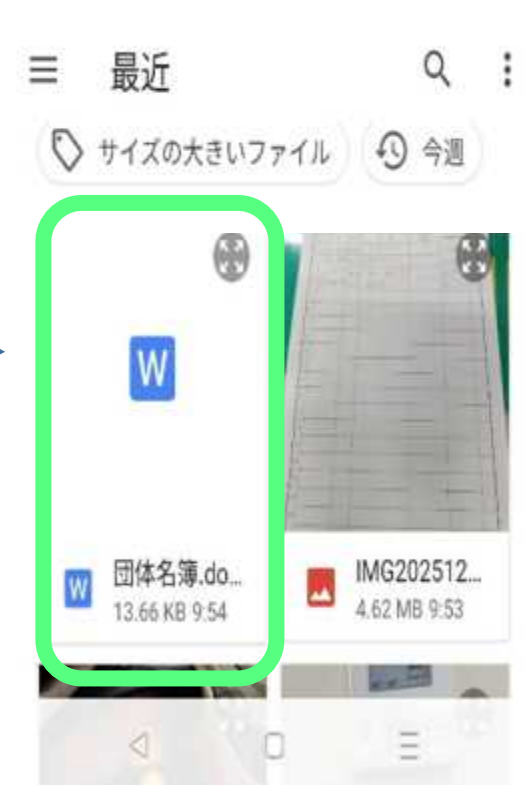 最近
サイズの大きいファイル
今週
W
W 団体名簿.do...
13.66 KB 9:54
IMG202512...
4.62 MB 9:53